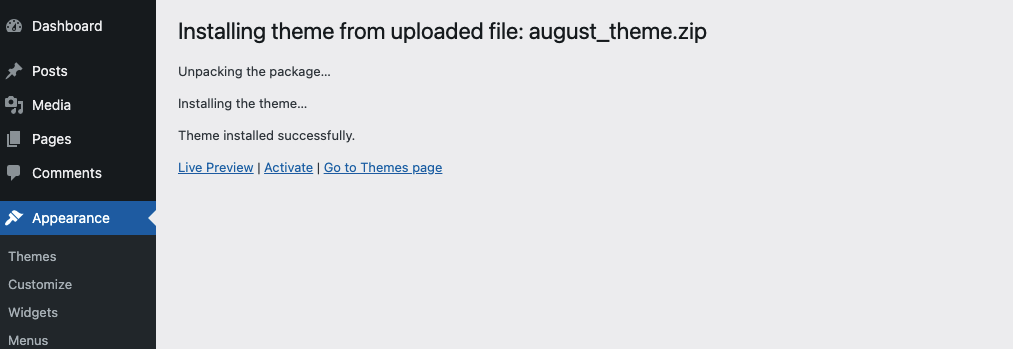 Dashboard
Posts
Media
Pages
Comments
Appearance
Themes
Customize
Widgets
Menus
Installing theme from uploaded file: august_theme.zip
Unpacking the package…
Installing the theme…
Theme installed successfully.
Live Preview | Activate | Go to Themes page